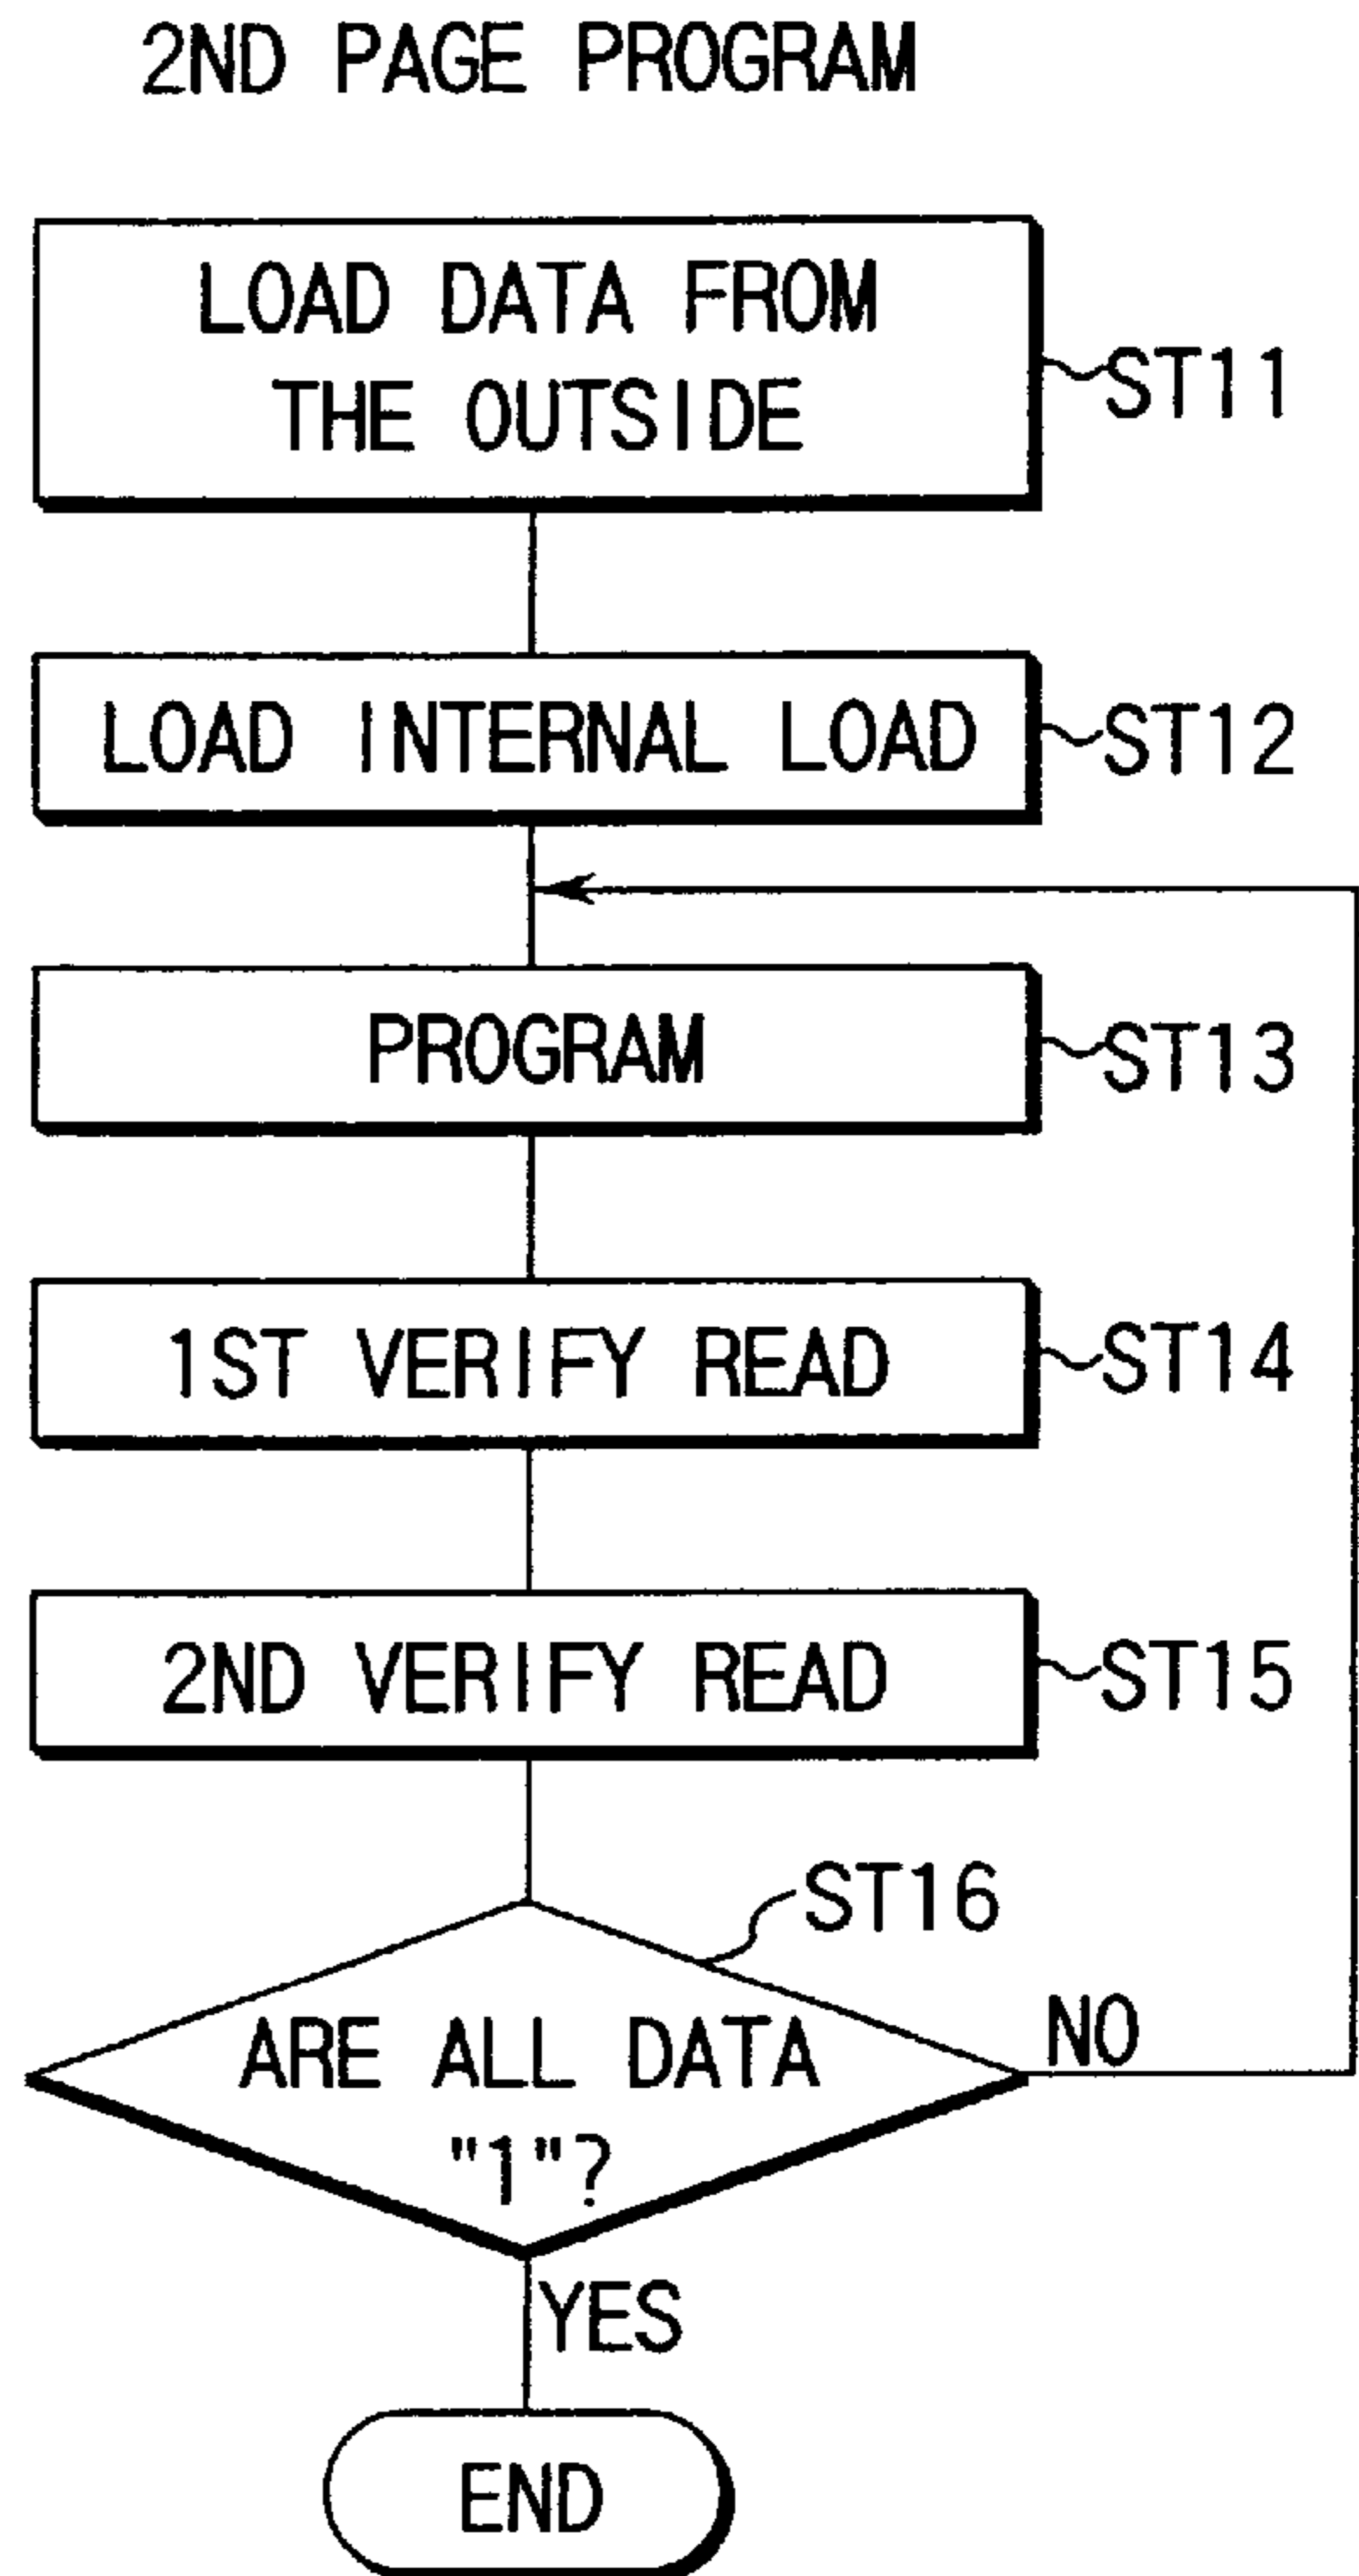 2ND PAGE PROGRAM
LOAD DATA FROM
THE OUTSIDE
ST11
LOAD INTERNAL LOAD
ST12
PROGRAM
ST13
1ST VERIFY READ
ST14
2ND VERIFY READ
ST15
ST16
ARE ALL DATA
"1"?
NO
YES
END